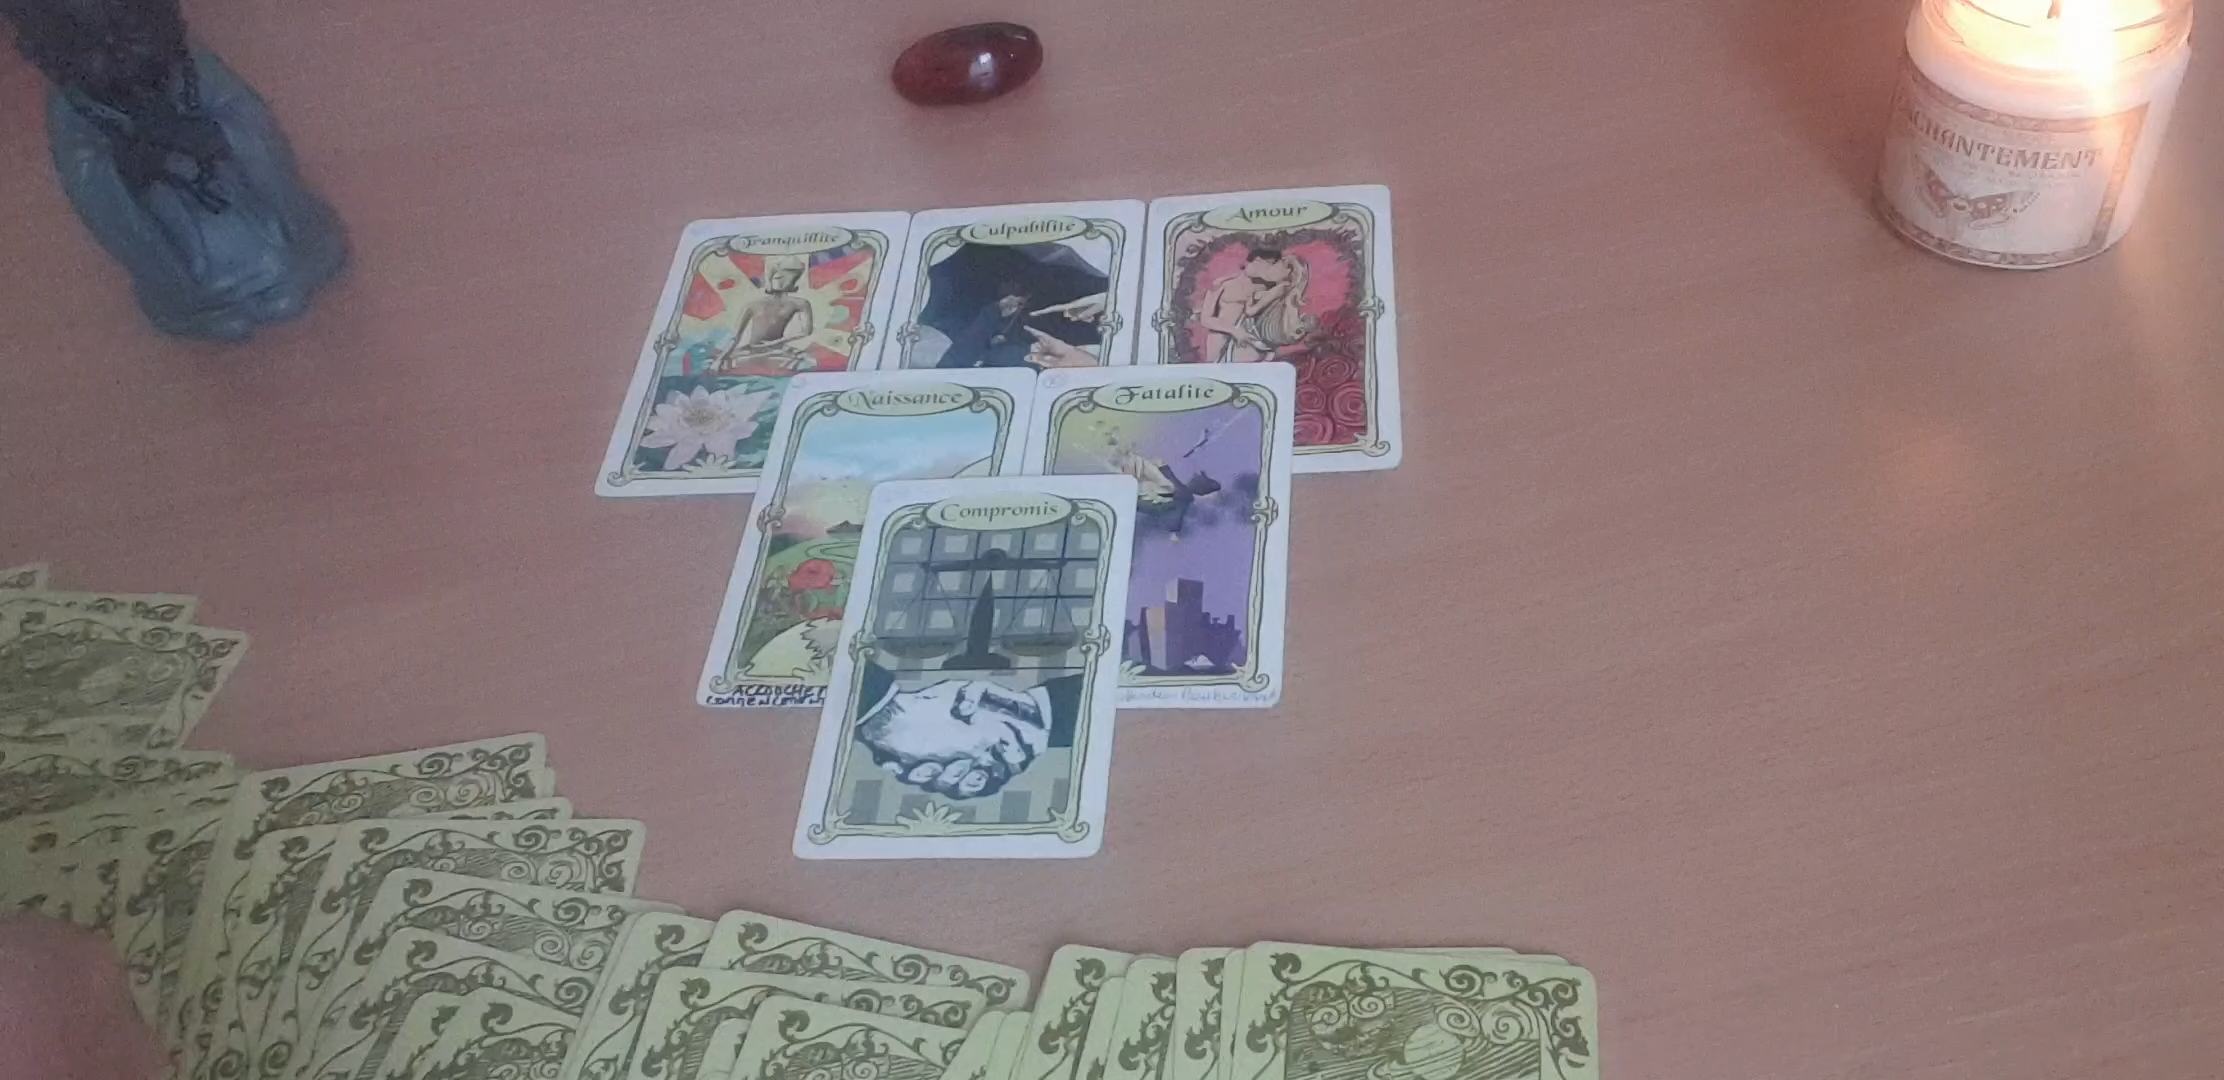 ENCHANTEMENT
Tranquillité
Culpabilité
Amour
Naissance
Fatalité
Compromis